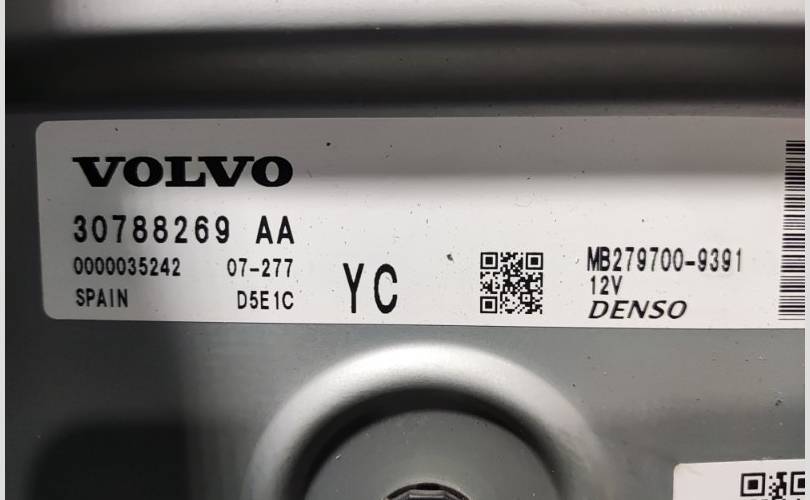 VOLVO
30788269 AA
0000035242 07-277
SPAIN D5E1C
YC
MB279700-9391
12V
DENSO